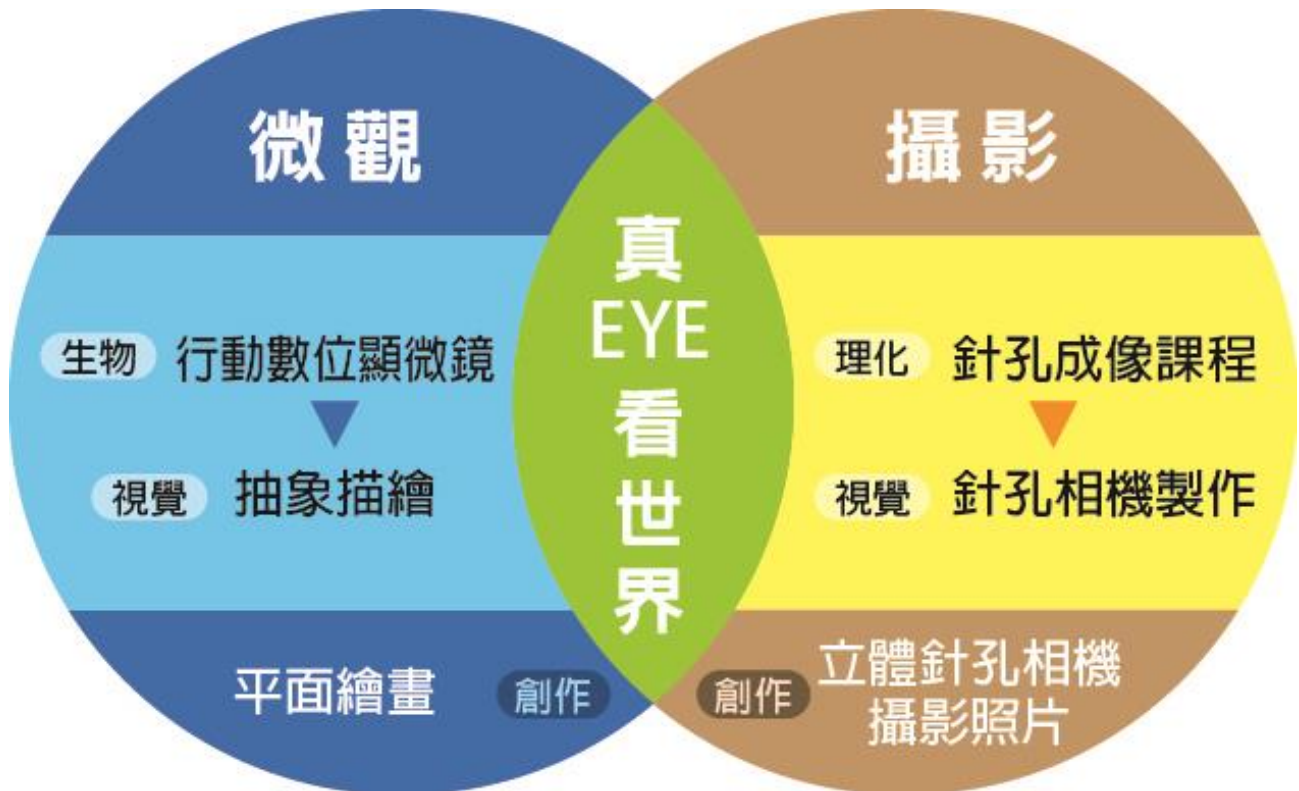 微觀
生物 行動數位顯微鏡
視覺 抽象描繪
平面繪畫 創作
真
EYE
看
世
界
攝影
理化 針孔成像課程
視覺 針孔相機製作
創作 立體針孔相機
攝影照片